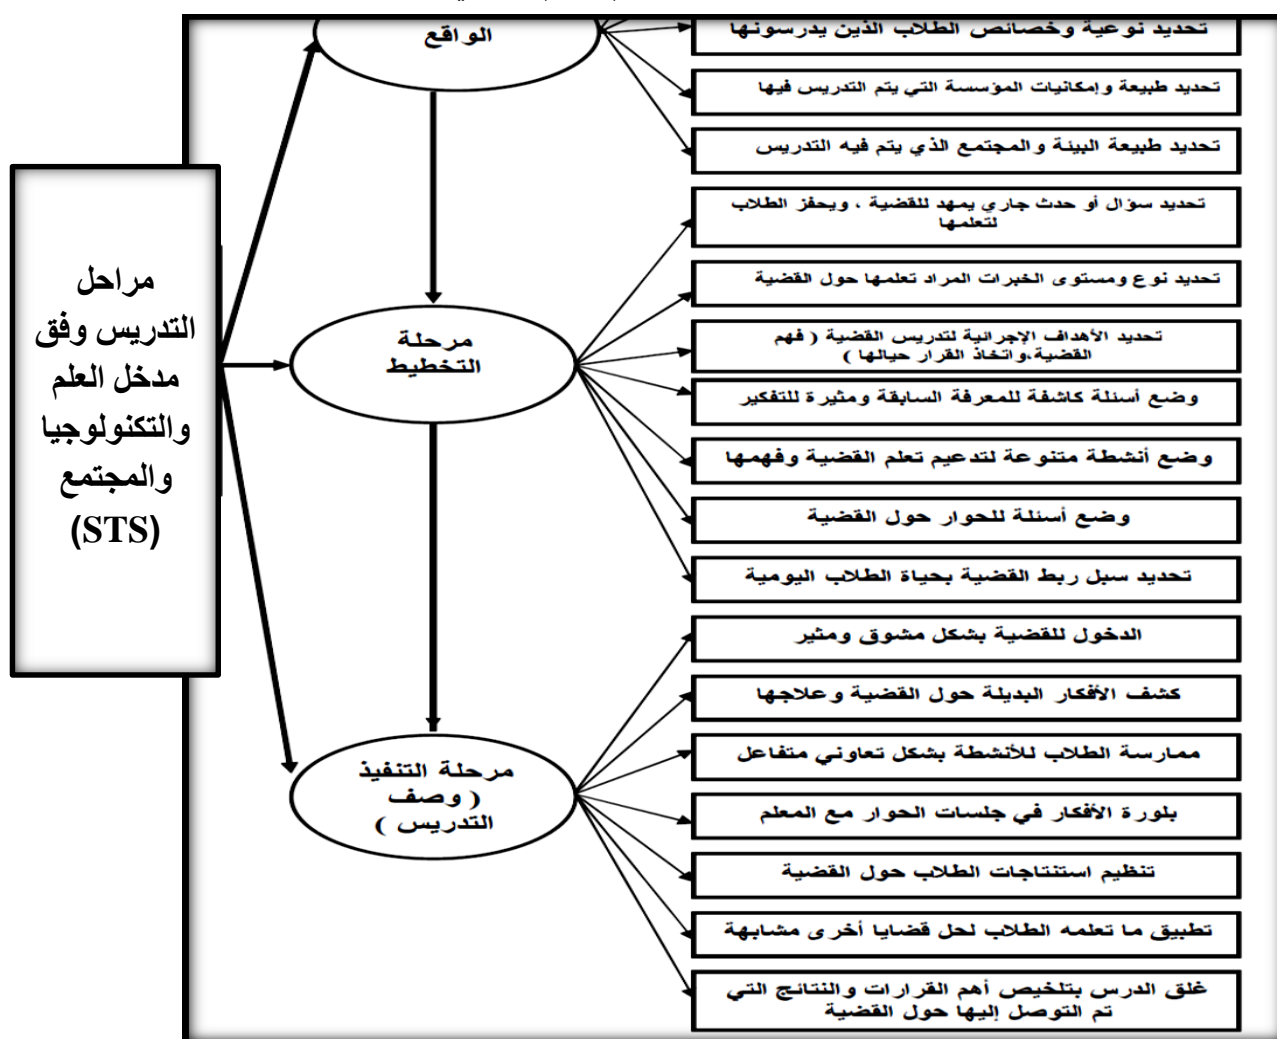 مراحل
التدريس وفق
مدخل العلم
والتكنولوجيا
والمجتمع
(STS)
الواقع
تحديد نوعية وخصائص الطلاب الذين يدرسونها
تحديد طبيعة وإمكانيات المؤسسة التي يتم التدريس فيها
تحديد طبيعة البيئة والمجتمع الذي يتم فيه التدريس
مرحلة
التخطيط
تحديد سؤال أو حدث جاري يمهد للقضية ، ويحفز الطلاب
لتعلمها
تحديد نوع ومستوى الخبرات المراد تعلمها حول القضية
تحديد الأهداف الإجرائية لتدريس القضية ( فهم
القضية،واتخاذ القرار حيالها )
وضع أسئلة كاشفة للمعرفة السابقة ومثيرة للتفكير
وضع أنشطة متنوعة لتدعيم تعلم القضية وفهمها
وضع أسئلة للحوار حول القضية
تحديد سبل ربط القضية بحياة الطلاب اليومية
مرحلة التنفيذ
( وصف
التدريس )
الدخول للقضية بشكل مشوق ومثير
كشف الأفكار البديلة حول القضية وعلاجها
ممارسة الطلاب للأنشطة بشكل تعاوني متفاعل
بلورة الأفكار في جلسات الحوار مع المعلم
تنظيم استنتاجات الطلاب حول القضية
تطبيق ما تعلمه الطلاب لحل قضايا أخرى مشابهة
غلق الدرس بتلخيص أهم القرارات والنتائج التي
تم التوصل إليها حول القضية